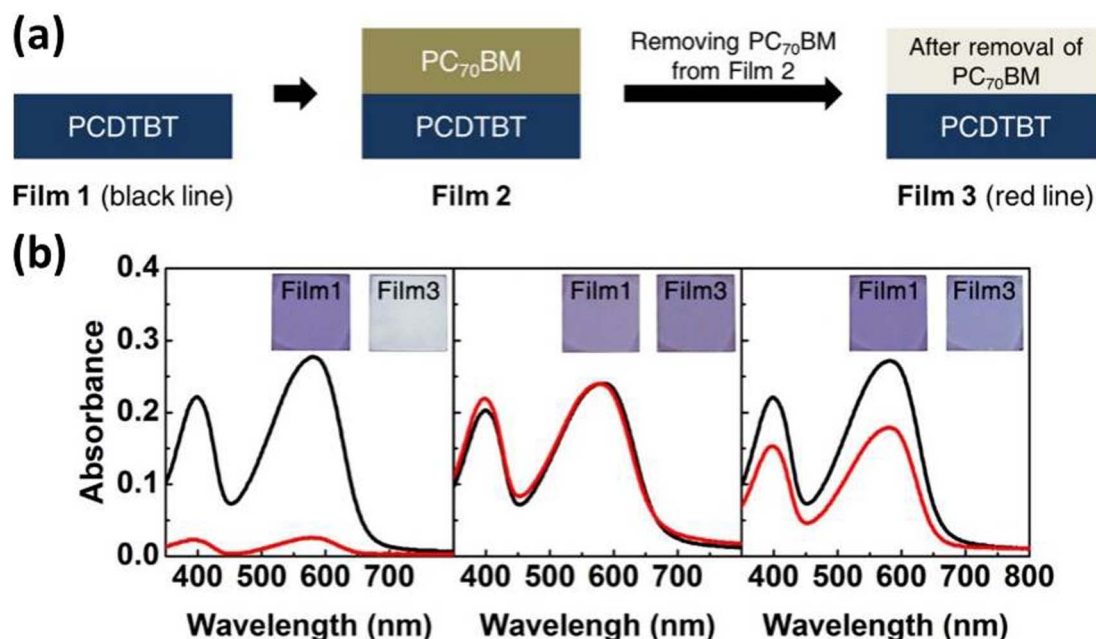 (a)
PCDTBT
Film 1 (black line)
PC₇₀BM
PCDTBT
Film 2
Removing PC₇₀BM
from Film 2
After removal of
PC₇₀BM
PCDTBT
Film 3 (red line)
(b)
Absorbance
0.4
0.3
0.2
0.1
0.0
Film1 Film3
400 500 600 700
Wavelength (nm)
Film1 Film3
400 500 600 700
Wavelengh (nm)
Film1 Film3
400 500 600 700 800
Wavelength (nm)